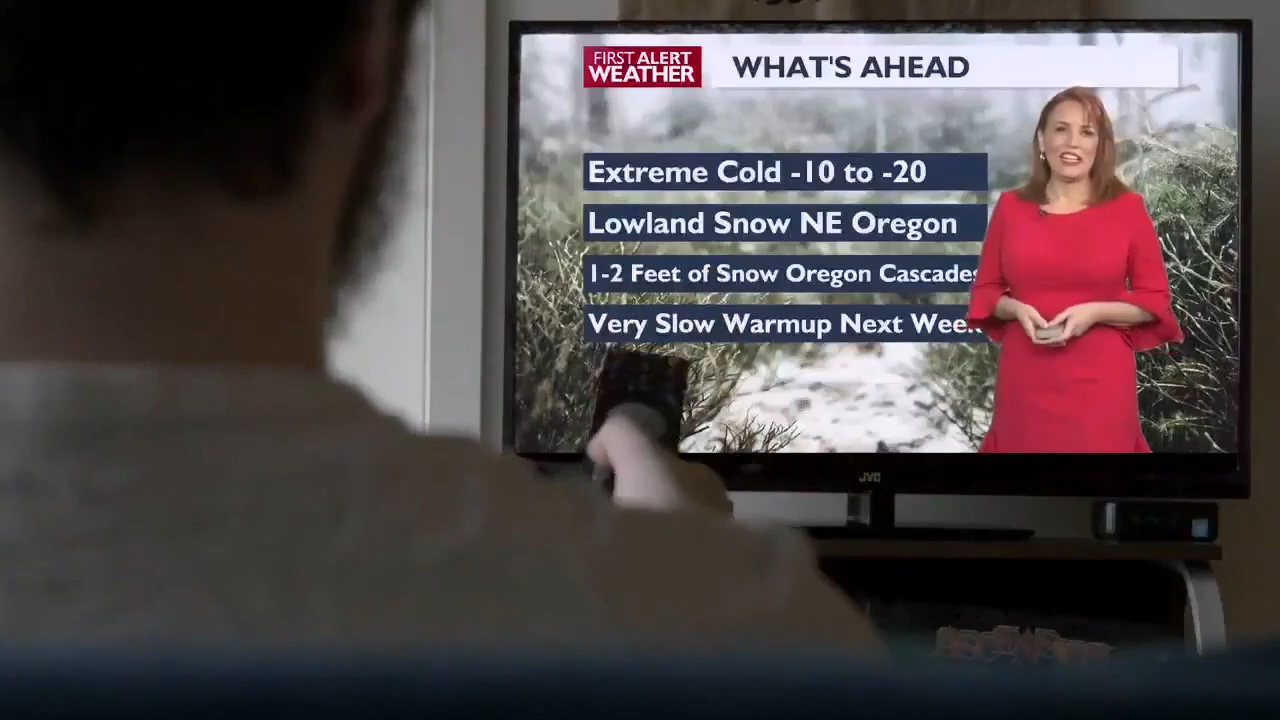 FIRST ALERT
WEATHER
WHAT'S AHEAD
Extreme Cold -10 to -20
Lowland Snow NE Oregon
1-2 Feet of Snow Oregon Cascades
Very Slow Warmup Next Week
JVC